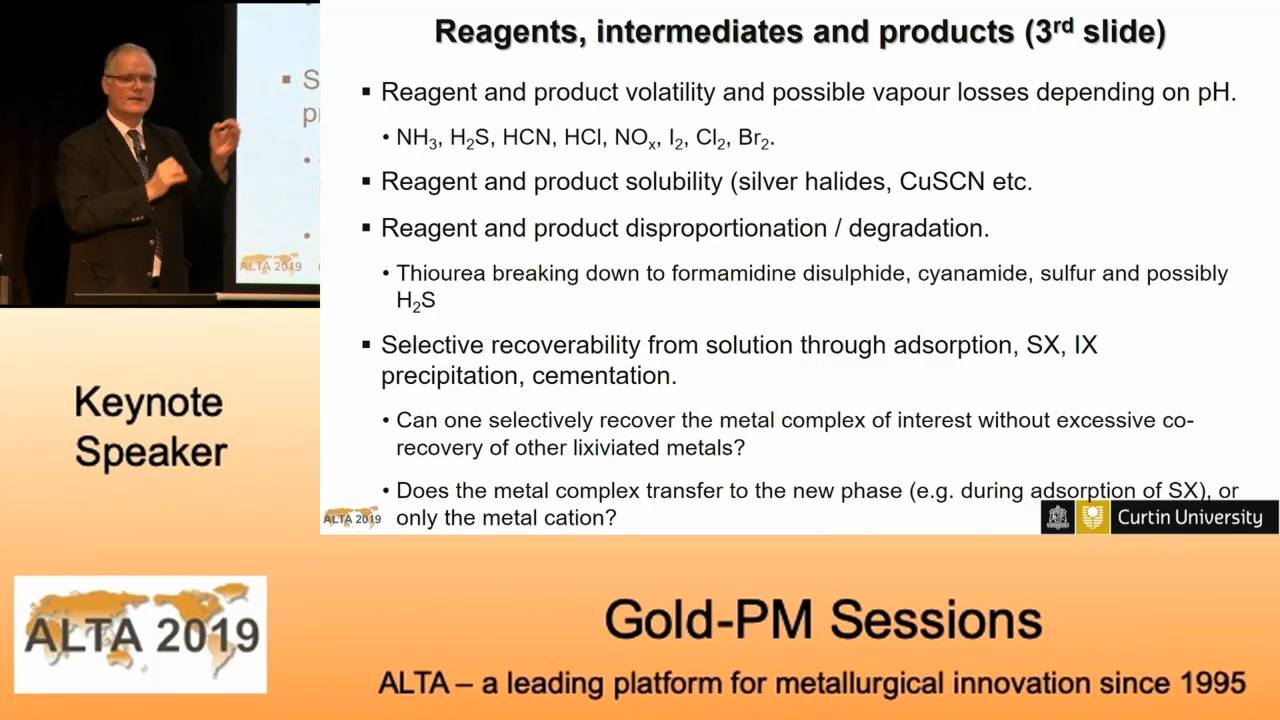 Reagents, intermediates and products (3rd slide)
▪ Reagent and product volatility and possible vapour losses depending on pH.
• NH3, H2S, HCN, HCl, NOx, I2, Cl2, Br2.
▪ Reagent and product solubility (silver halides, CuSCN etc.
▪ Reagent and product disproportionation / degradation.
• Thiourea breaking down to formamidine disulphide, cyanamide, sulfur and possibly
H2S
▪ Selective recoverability from solution through adsorption, SX, IX
precipitation, cementation.
• Can one selectively recover the metal complex of interest without excessive co-
recovery of other lixiviated metals?
• Does the metal complex transfer to the new phase (e.g. during adsorption of SX), or
only the metal cation?
ALTA 2019
Curtin University
▪ S
p
ALTA 2019
Keynote
Speaker
ALTA 2019
Gold-PM Sessions
ALTA – a leading platform for metallurgical innovation since 1995